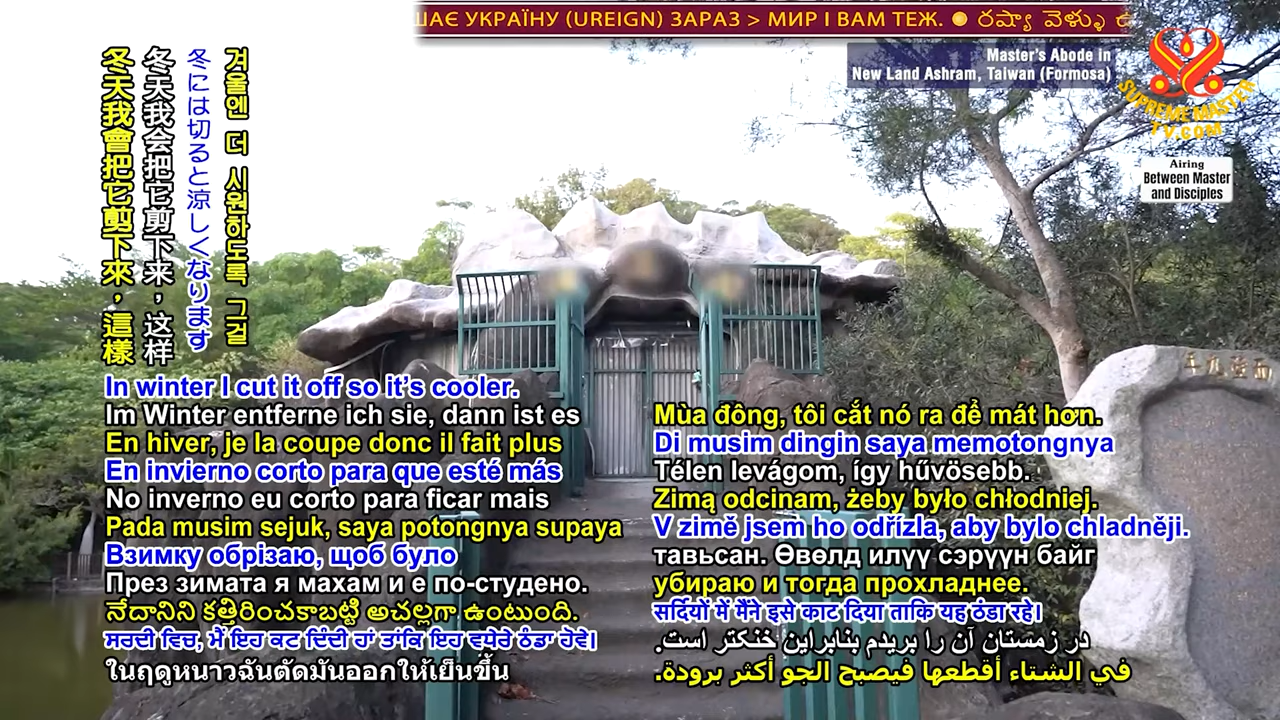 ШАЄ УКРАЇНУ (UREIGN) ЗАРАЗ > МИР І ВАМ ТЕЖ. రష్యా వెళ్ళు ఉ
Master's Abode in
New Land Ashram, Taiwan (Formosa)
SUPREME MASTER
TV.COM
Airing
Between Master
and Disciples
겨울엔 더 시원하도록 그걸
冬には切ると涼しくなります
冬天我会把它剪下来，这样
冬天我會把它剪下來，這樣
In winter I cut it off so it's cooler.
Im Winter entferne ich sie, dann ist es
En hiver, je la coupe donc il fait plus
En invierno corto para que esté más
No inverno eu corto para ficar mais
Pada musim sejuk, saya potongnya supaya
Взимку обрізаю, щоб було
През зимата я махам и е по-студено.
నేదానిని కత్తిరించకాబట్టి అచల్లగా ఉంటుంది.
ਸਰਦੀ ਵਿਚ, ਮੈਂ ਇਹ ਕਟ ਦਿੰਦੀ ਹਾਂ ਤਾਂਕਿ ਇਹ ਵਧੇਰੇ ਠੰਡਾ ਹੋਵੇ।
ในฤดูหนาวฉันตัดมันออกให้เย็นขึ้น
Mùa đông, tôi cắt nó ra để mát hơn.
Di musim dingin saya memotongnya
Télen levágom, így hűvösebb.
Zimą odcinam, żeby było chłodniej.
V zimě jsem ho odřízla, aby bylo chladněji.
тавьсан. Өвөлд илүү сэрүүн байг
убираю и тогда прохладнее.
सर्दियों में मैंने इसे काट दिया ताकि यह ठंडा रहे।
در زمستان آن را بریدم بنابراین خنکتر است.
في الشتاء أقطعها فيصبح الجو أكثر برودة.